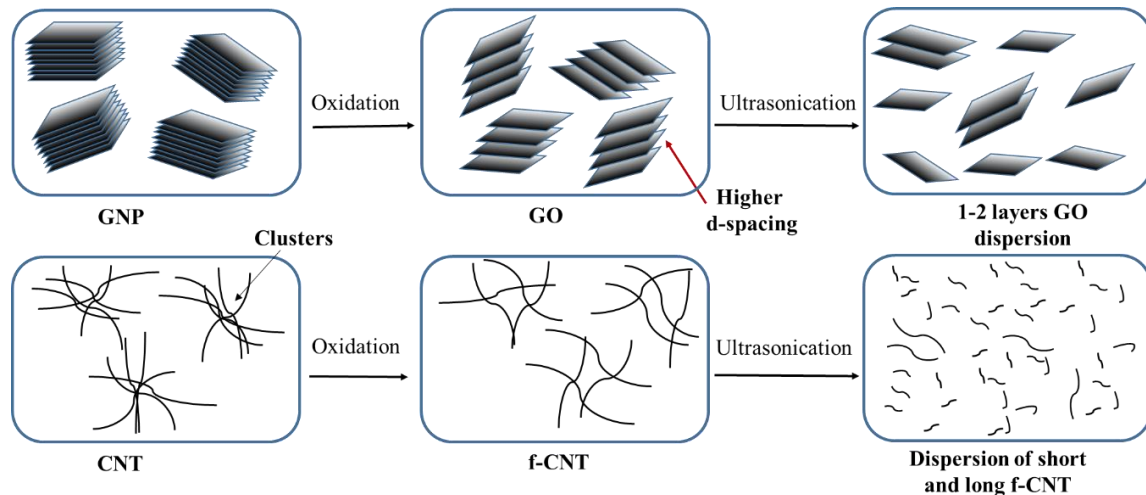 Oxidation
Ultrasonication
GNP
GO
Higher
d-spacing
1-2 layers GO
dispersion
Clusters
Oxidation
Ultrasonication
CNT
f-CNT
Dispersion of short
and long f-CNT